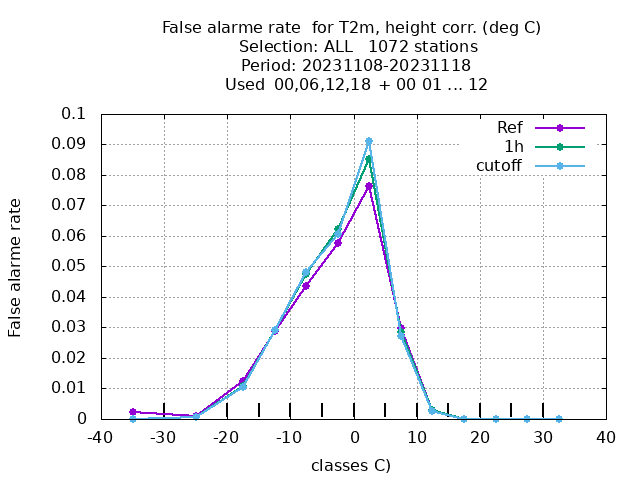 False alarme rate  for T2m, height corr. (deg C)
Selection: ALL   1072 stations
Period: 20231108-20231118
Used  00,06,12,18 + 00 01 ... 12
Ref
1h
cutoff
False alarme rate
0.1
0.09
0.08
0.07
0.06
0.05
0.04
0.03
0.02
0.01
0
-40 -30 -20 -10 0 10 20 30 40
classes C)